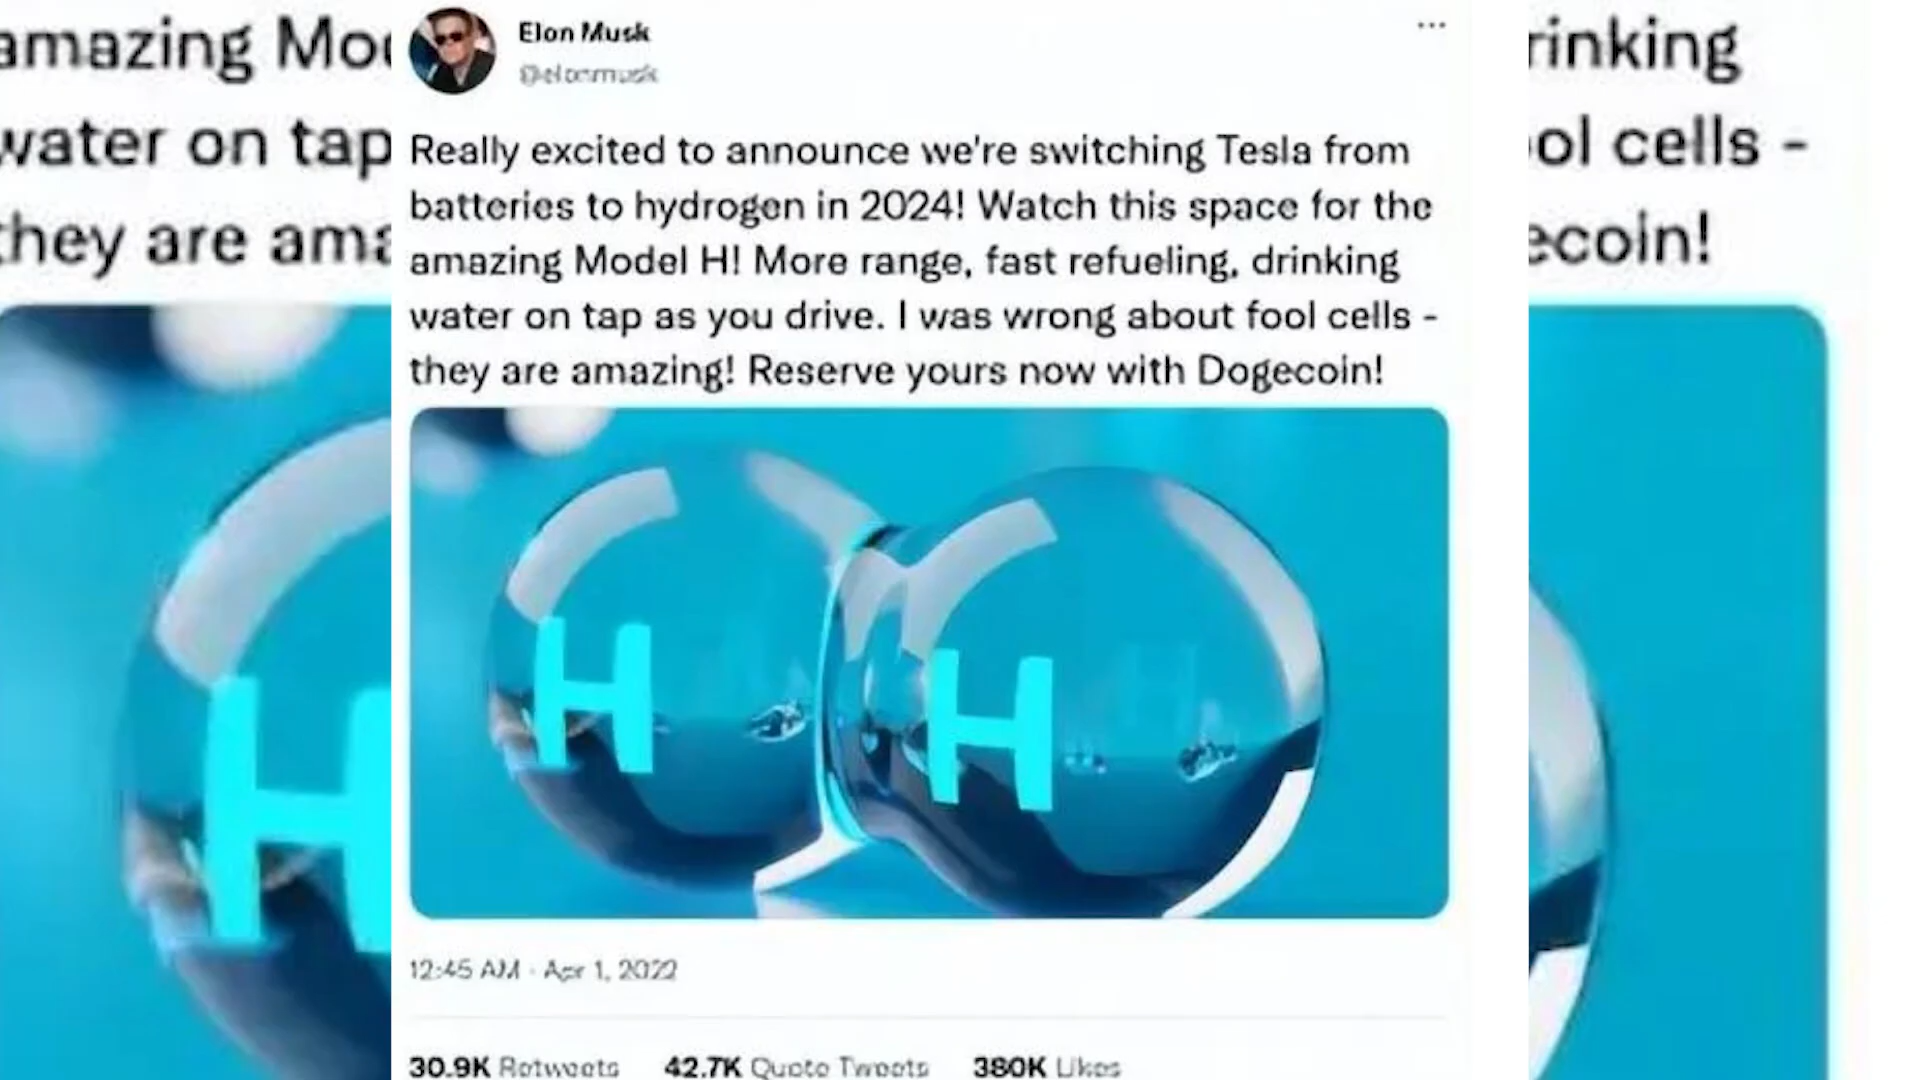 amazing Mo
water on tap
they are ama
H
Elon Musk
@elonmusk
Really excited to announce we're switching Tesla from
batteries to hydrogen in 2024! Watch this space for the
amazing Model H! More range, fast refueling, drinking
water on tap as you drive. I was wrong about fool cells -
they are amazing! Reserve yours now with Dogecoin!
H H
12:45 AM · Apr 1, 2022
30.9K Retweets 42.7K Quote Tweets 380K Likes
rinking
ol cells -
ecoin!